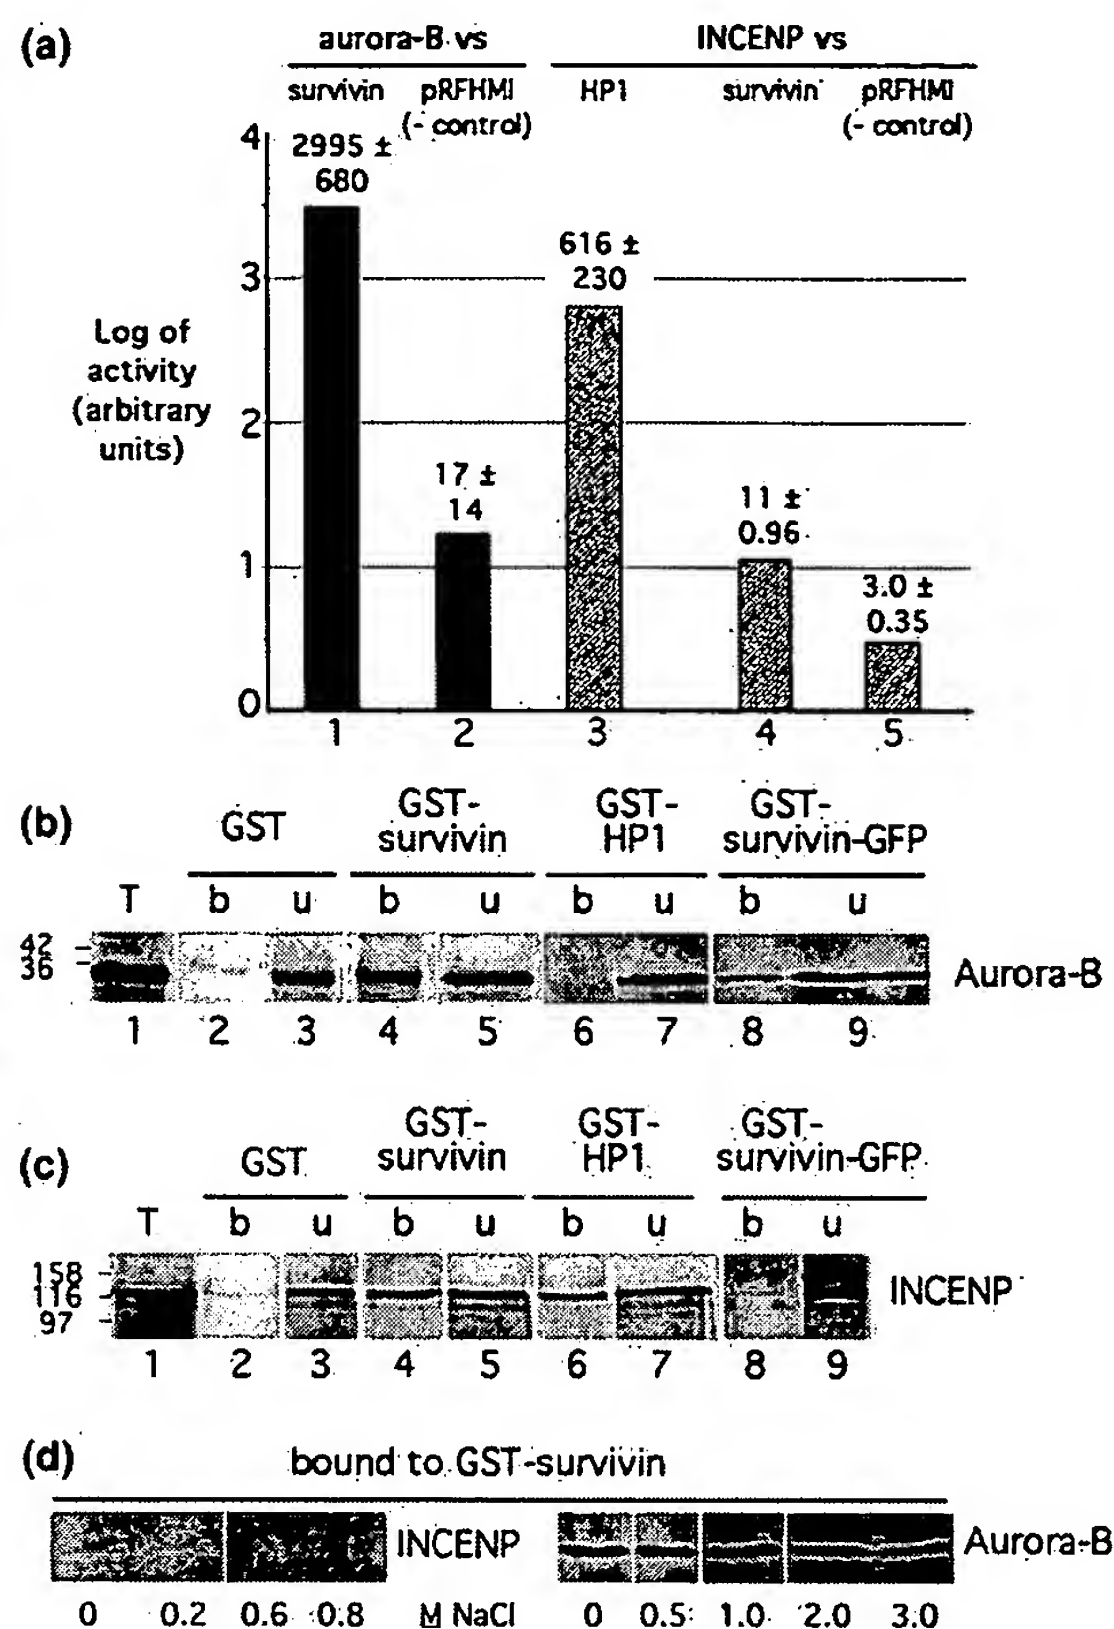 (a)
aurora-B vs INCENP vs
survivin pRFHMI HP1 survivin pRFHMI
(- control) (- control)
4
2995 ±
680
616 ±
230
3
Log of
activity
(arbitrary
units)
2
17 ±
14
11 ±
0.96
1
3.0 ±
0.35
0
1 2 3 4 5
(b)
GST GST-survivin GST-HP1 GST-survivin-GFP
T b u b u b u b u
42
36
Aurora-B
1 2 3 4 5 6 7 8 9
(c)
GST GST-survivin GST-HP1 GST-survivin-GFP
T b u b u b u b u
158
116
97
INCENP
1 2 3 4 5 6 7 8 9
(d)
bound to GST-survivin
INCENP Aurora-B
0 0.2 0.6 0.8 M NaCl 0 0.5 1.0 2.0 3.0